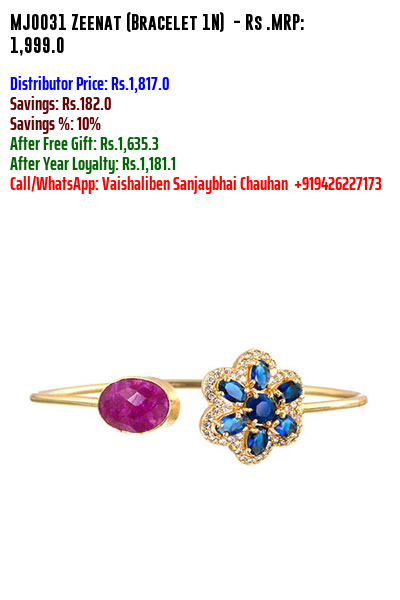 MJ0031 Zeenat (Bracelet 1N) - Rs .MRP:
1,999.0
Distributor Price: Rs.1,817.0
Savings: Rs.182.0
Savings %: 10%
After Free Gift: Rs.1,635.3
After Year Loyalty: Rs.1,181.1
Call/WhatsApp: Vaishaliben Sanjaybhai Chauhan +919426227173